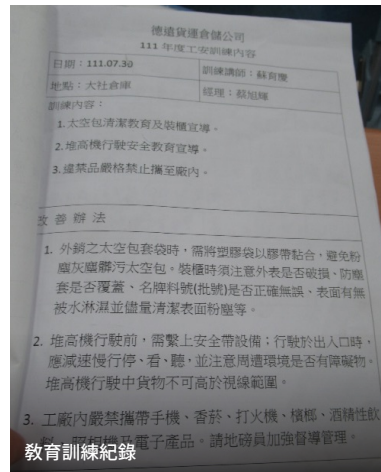 德遠貨運倉儲公司
111 年度工安訓練內容
日期：111.07.30
訓練講師：蘇育慶
地點：大社倉庫
經理：蔡旭輝
訓練內容：
1.太空包清潔教育及裝櫃宣導。
2.堆高機行駛安全教育宣導。
3.違禁品嚴格禁止攜至廠內。
改 善 辦 法
1. 外銷之太空包套袋時，需將塑膠袋以膠帶黏合，避免粉
塵灰塵髒污太空包。裝櫃時須注意外表是否破損、防塵
套是否覆蓋、名牌料號(批號)是否正確無誤、表面有無
被水淋濕並儘量清潔表面粉塵等。
2. 堆高機行駛前，需繫上安全帶設備；行駛於出入口時，
應減速慢行停、看、聽，並注意周遭環境是否有障礙物。
堆高機行駛中貨物不可高於視線範圍。
3. 工廠內嚴禁攜帶手機、香菸、打火機、檳榔、酒精性飲
料、照相機及電子產品。請地磅員加強督導管理。
教育訓練紀錄